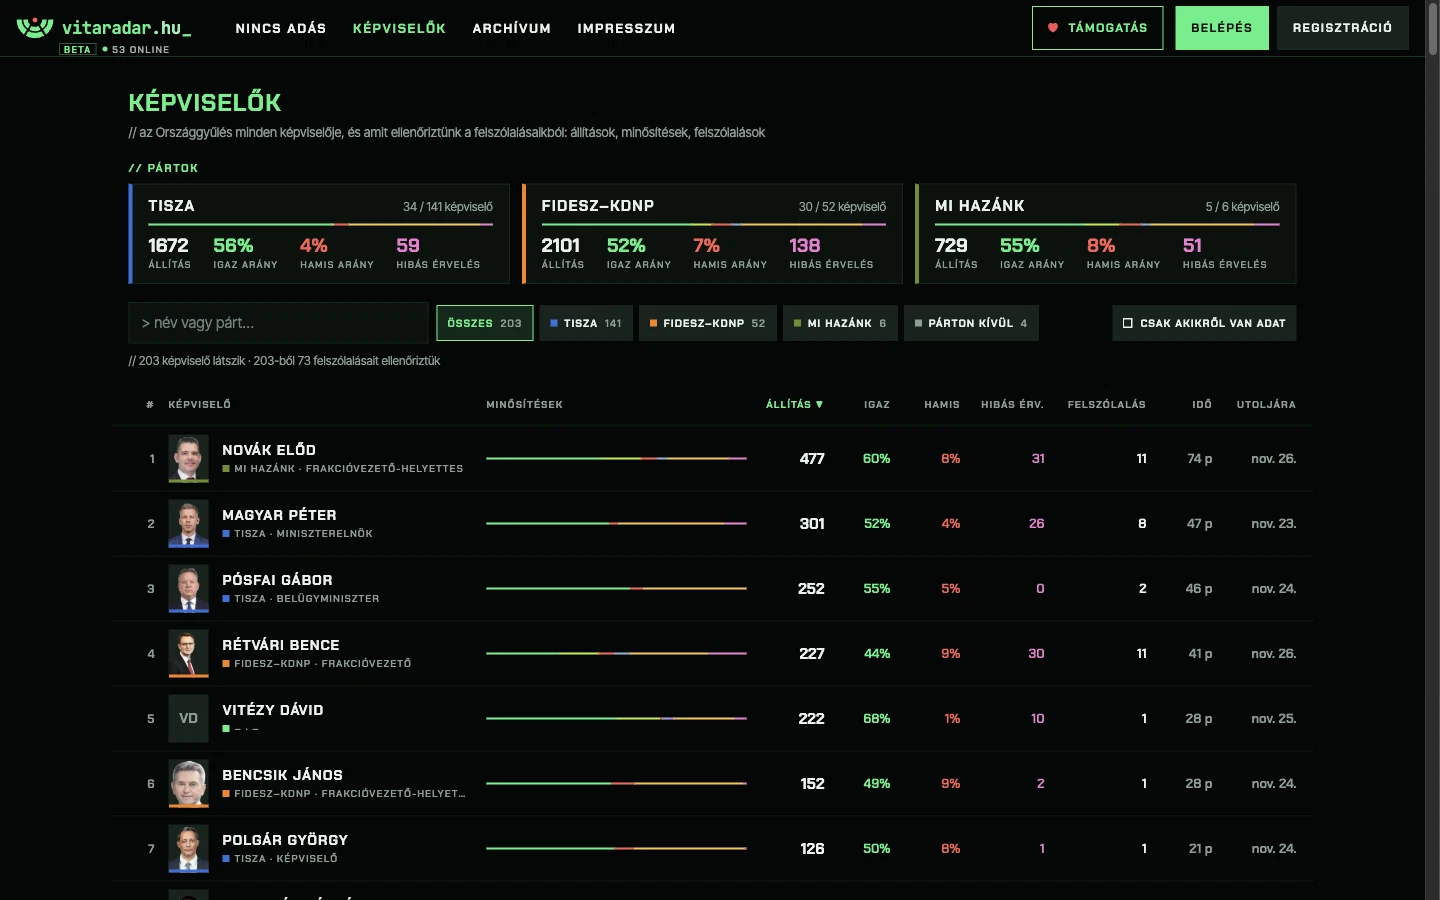 vitaradar.hu_
BETA 53 ONLINE
NINCS ADÁS KÉPVISELŐK ARCHÍVUM IMPRESSZUM
TÁMOGATÁS BELÉPÉS REGISZTRÁCIÓ
KÉPVISELŐK
// az Országgyűlés minden képviselője, és amit ellenőriztünk a felszólalásaikból: állítások, minősítések, felszólalások
// PÁRTOK
TISZA 34 / 141 képviselő
1672 56% 4% 59
ÁLLÍTÁS IGAZ ARÁNY HAMIS ARÁNY HIBÁS ÉRVELÉS
FIDESZ–KDNP 30 / 52 képviselő
2101 52% 7% 138
ÁLLÍTÁS IGAZ ARÁNY HAMIS ARÁNY HIBÁS ÉRVELÉS
MI HAZÁNK 5 / 6 képviselő
729 55% 8% 51
ÁLLÍTÁS IGAZ ARÁNY HAMIS ARÁNY HIBÁS ÉRVELÉS
> név vagy párt...
ÖSSZES 203 TISZA 141 FIDESZ–KDNP 52 MI HAZÁNK 6 PÁRTON KÍVÜL 4 CSAK AKIKRŐL VAN ADAT
// 203 képviselő látszik · 203-ből 73 felszólalásait ellenőriztük
# KÉPVISELŐ MINŐSÍTÉSEK ÁLLÍTÁS ▼ IGAZ HAMIS HIBÁS ÉRV. FELSZÓLALÁS IDŐ UTOLJÁRA
1 NOVÁK ELŐD 477 60% 8% 31 11 74 p nov. 26.
MI HAZÁNK · FRAKCIÓVEZETŐ-HELYETTES
2 MAGYAR PÉTER 301 52% 4% 26 8 47 p nov. 23.
TISZA · MINISZTERELNÖK
3 PÓSFAI GÁBOR 252 55% 5% 0 2 46 p nov. 24.
TISZA · BELÜGYMINISZTER
4 RÉTVÁRI BENCE 227 44% 9% 30 11 41 p nov. 26.
FIDESZ–KDNP · FRAKCIÓVEZETŐ
5 VD VITÉZY DÁVID 222 68% 1% 10 1 28 p nov. 25.
– · –
6 BENCSIK JÁNOS 152 49% 9% 2 1 28 p nov. 24.
FIDESZ–KDNP · FRAKCIÓVEZETŐ-HELYET…
7 POLGÁR GYÖRGY 126 50% 8% 1 1 21 p nov. 24.
TISZA · KÉPVISELŐ